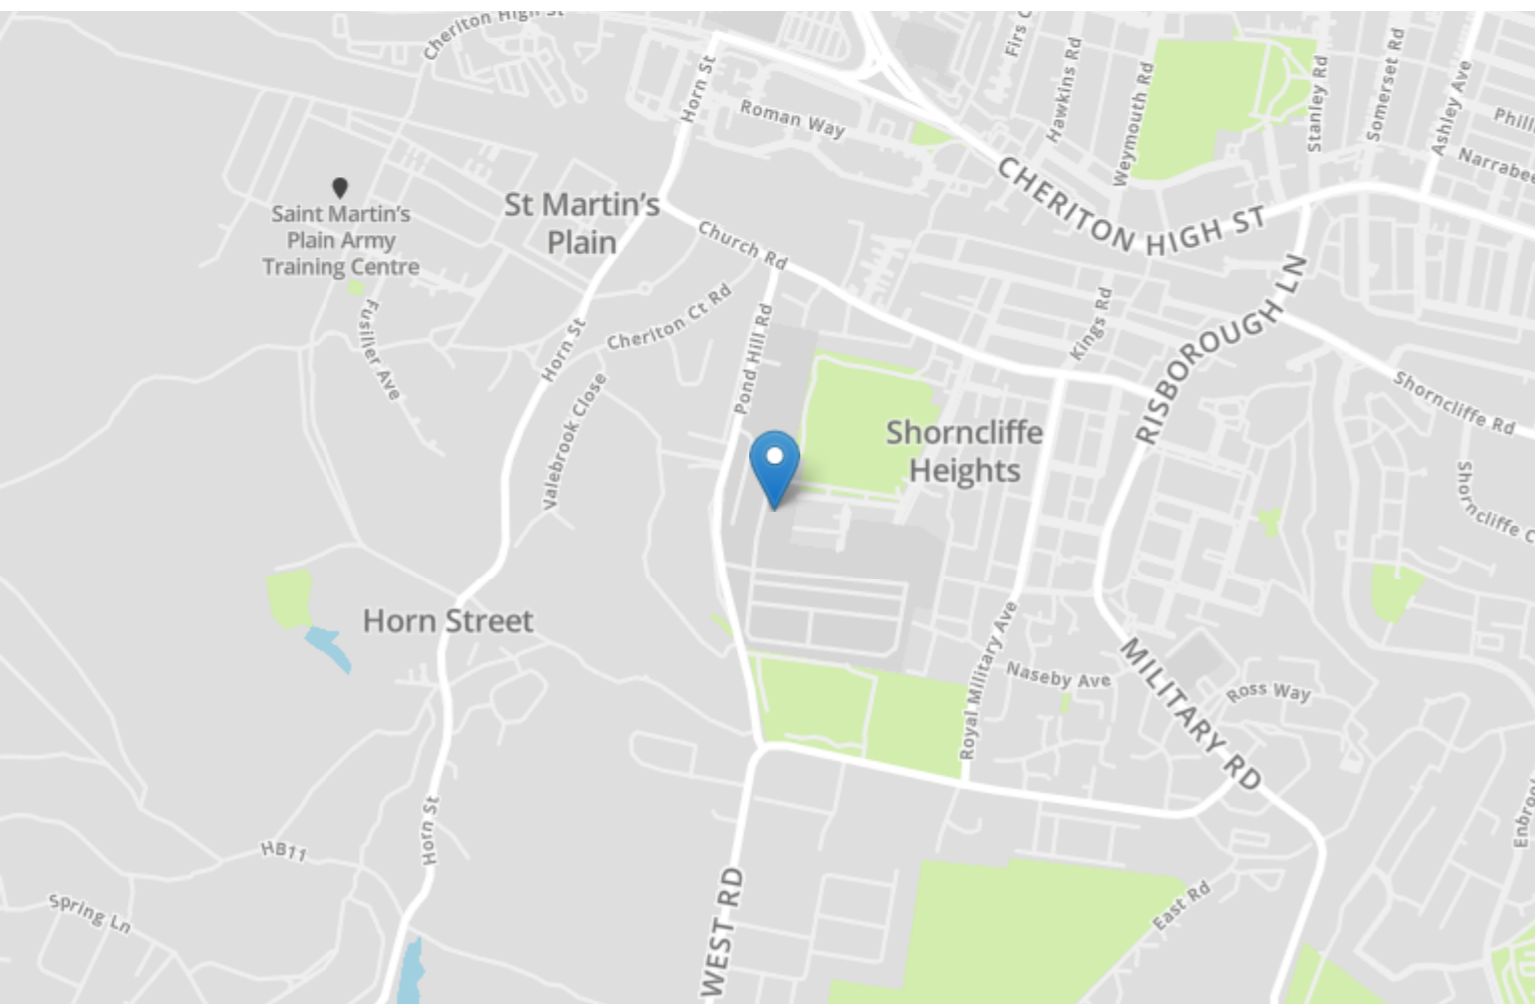 Cheriton High St
Firs C
Horn St
Roman Way
Hawkins Rd
Weymouth Rd
Stanley Rd
Somerset Rd
Ashley Ave
Philli
Narrabee
CHERITON HIGH ST
Saint Martin's
Plain Army
Training Centre
St Martin's
Plain
Church Rd
Cheriton Ct Rd
Fusilier Ave
Horn St
Valebrook Close
Pond Hill Rd
Kings Rd
RISBOROUGH LN
Shorncliffe Rd
Shorncliffe
Heights
Shorncliffe C
Horn Street
Royal Military Ave
Naseby Ave
MILITARY RD
Ross Way
Horn St
HB11
Spring Ln
WEST RD
East Rd
Enbro